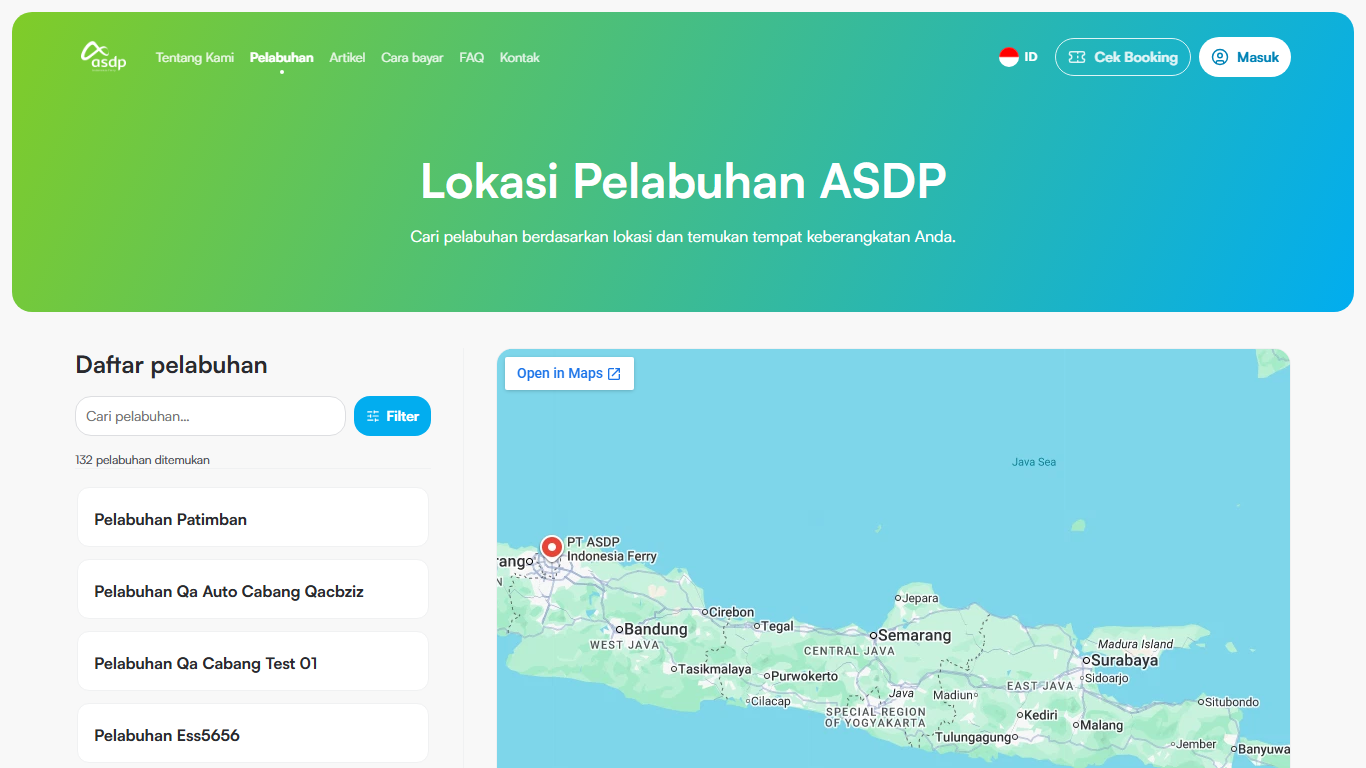 asdp
Tentang Kami
Pelabuhan
Artikel
Cara bayar
FAQ
Kontak
ID
Cek Booking
Masuk
Lokasi Pelabuhan ASDP
Cari pelabuhan berdasarkan lokasi dan temukan tempat keberangkatan Anda.
Daftar pelabuhan
Cari pelabuhan...
Filter
132 pelabuhan ditemukan
Pelabuhan Patimban
Pelabuhan Qa Auto Cabang Qacbziz
Pelabuhan Qa Cabang Test 01
Pelabuhan Ess5656
Open in Maps
Java Sea
PT ASDP
Indonesia Ferry
rang
N
Cirebon
Jepara
Bandung
Tegal
Semarang
WEST JAVA
CENTRAL JAVA
Madura Island
Surabaya
Tasikmalaya
Purwokerto
EAST JAVA
Sidoarjo
Cilacap
Java
Madiun
Situbondo
SPECIAL REGION
OF YOGYAKARTA
Kediri
Malang
Tulungagung
Jember
Banyuwa